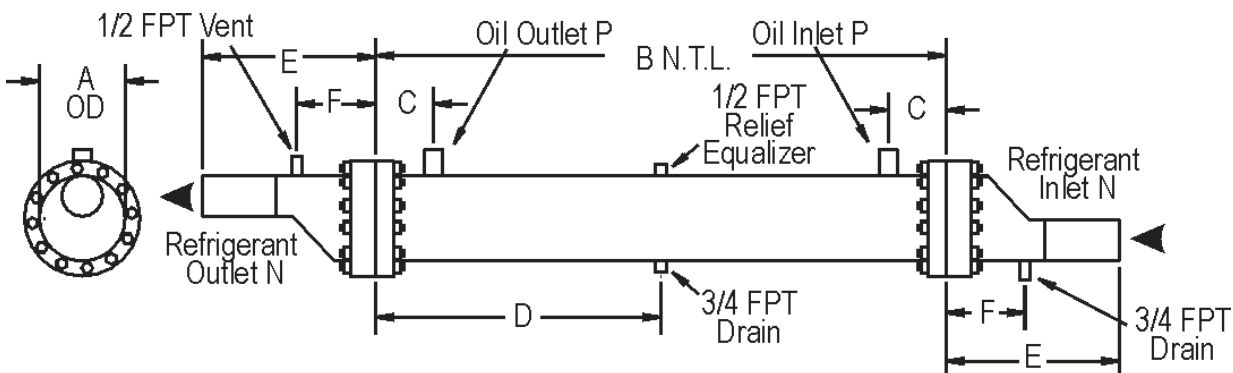 1/2 FPT Vent
Oil Outlet P
Oil Inlet P
E
B N.T.L.
A
OD
F
C
1/2 FPT
Relief
Equalizer
C
Refrigerant
Inlet N
Refrigerant
Outlet N
D
3/4 FPT
Drain
F
E
3/4 FPT
Drain